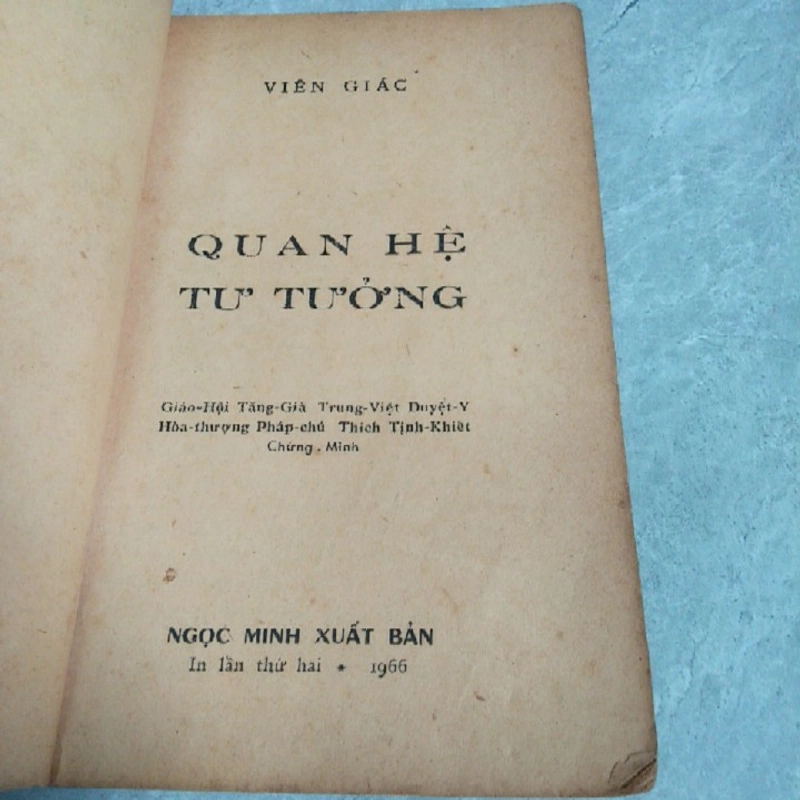 VIÊN GIÁC
QUAN HỆ
TƯ TƯỞNG
Giáo-Hội Tăng-Già Trung-Việt Duyệt-Y
Hòa-thượng Pháp-chủ Thích Tịnh-Khiết
Chứng. Minh
NGỌC MINH XUẤT BẢN
In lần thứ hai * 1966